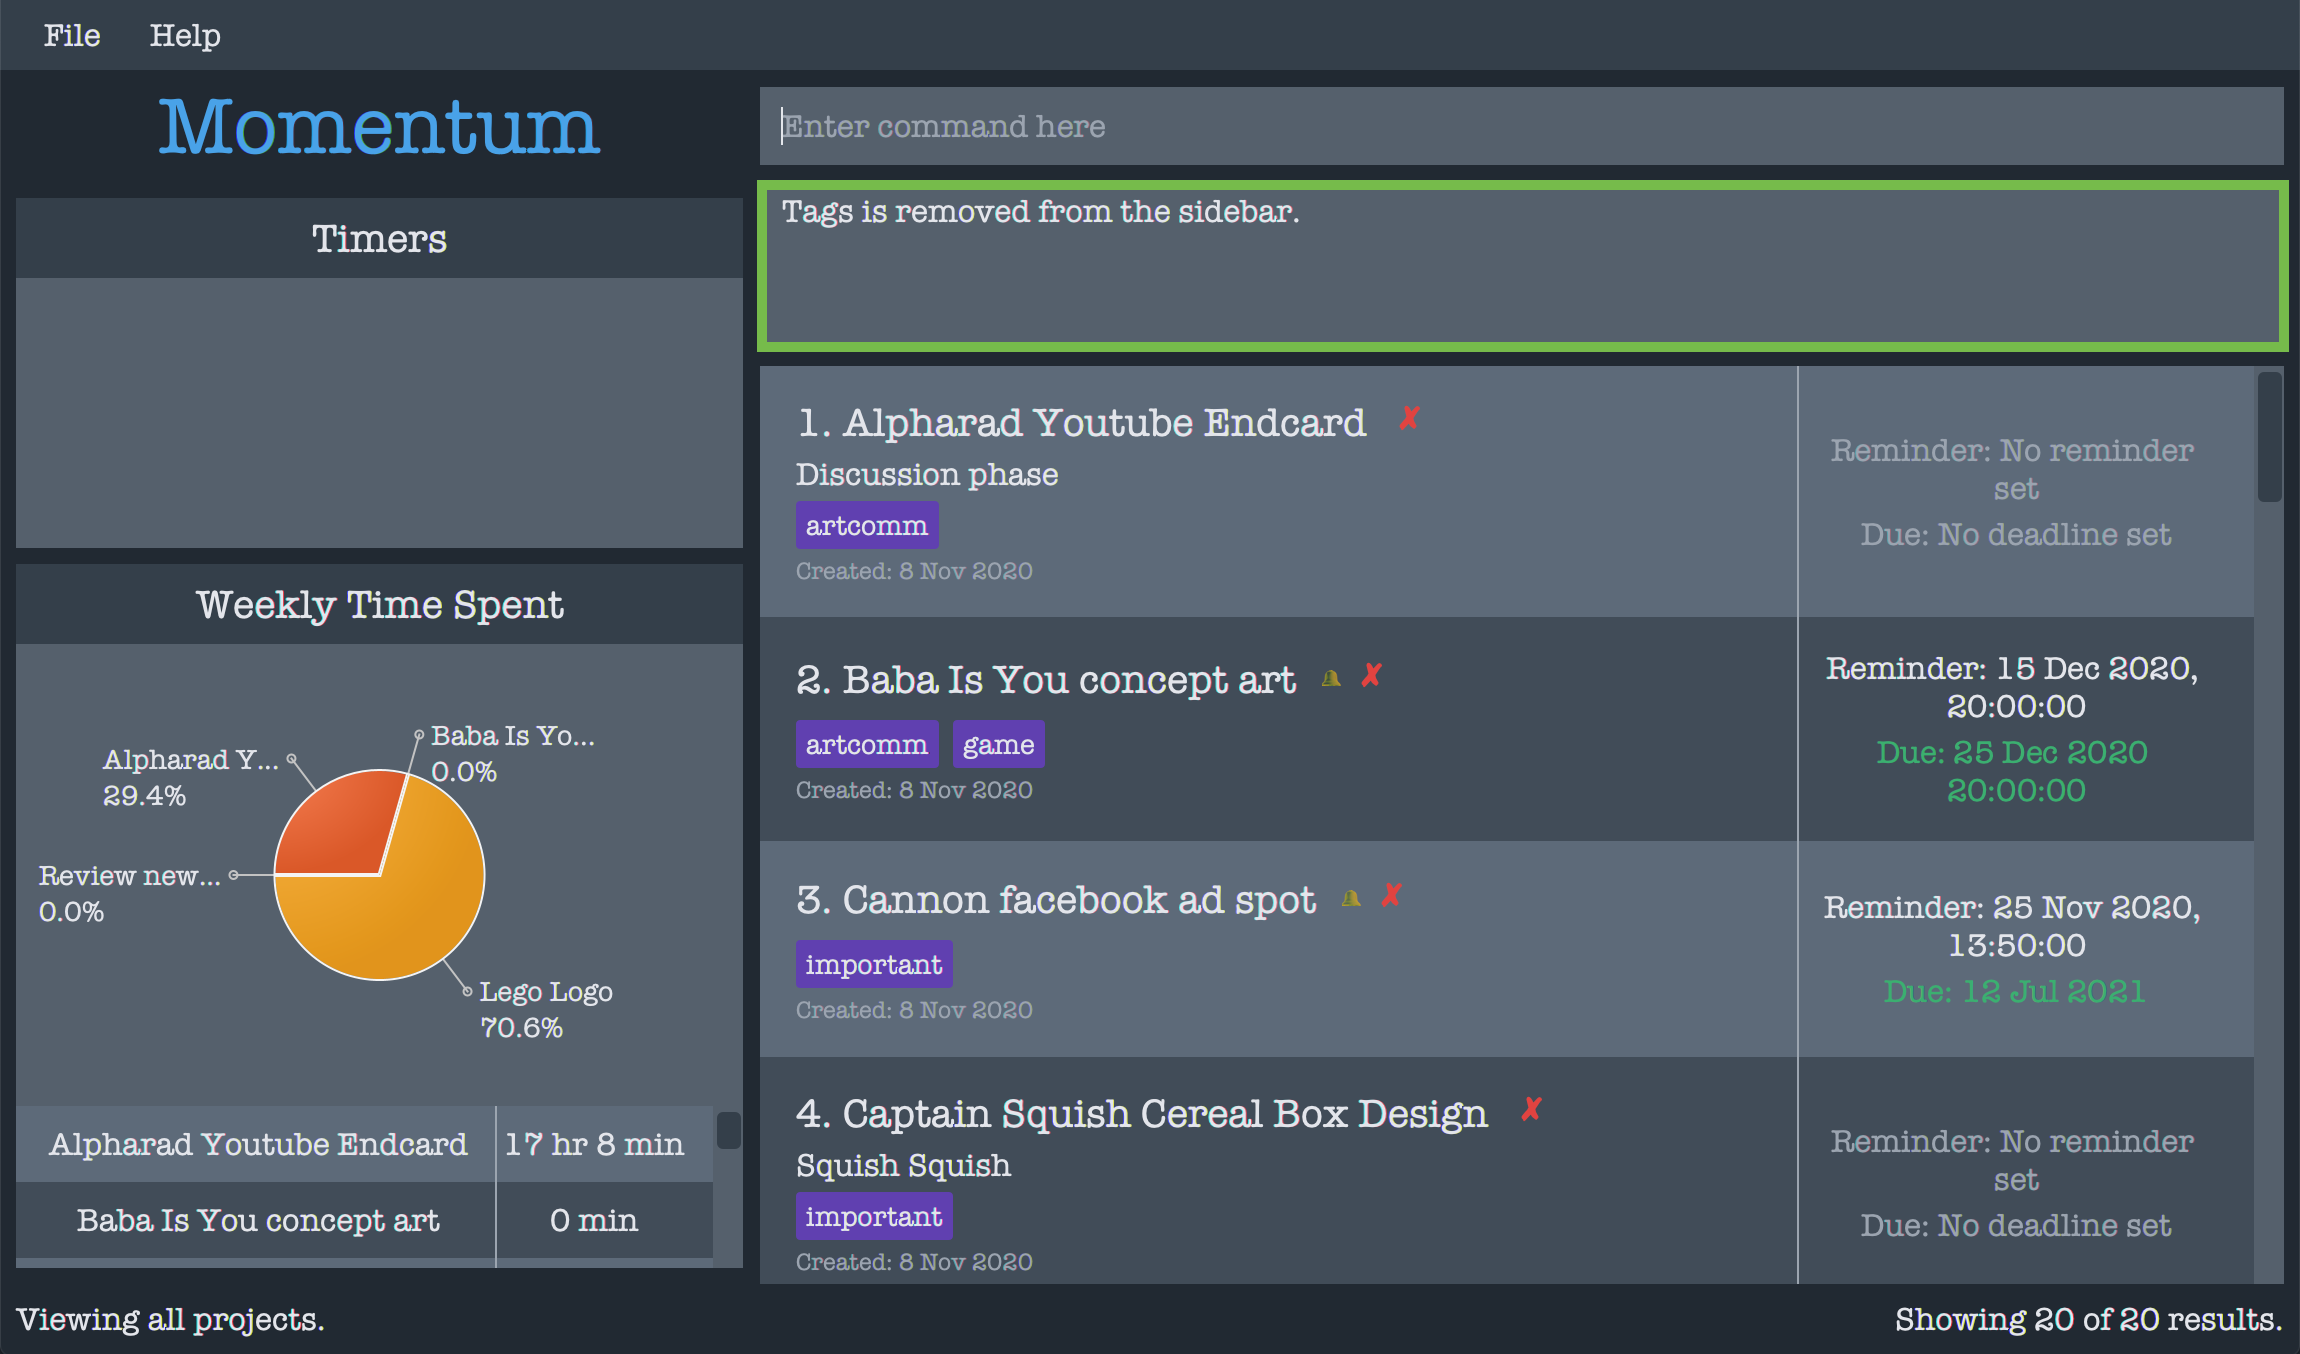 File Help
Momentum
Enter command here
Tags is removed from the sidebar.
Timers
Weekly Time Spent
Alpharad Y...
29.4%
Baba Is Yo...
0.0%
Review new...
0.0%
Lego Logo
70.6%
Alpharad Youtube Endcard 17 hr 8 min
Baba Is You concept art 0 min
1. Alpharad Youtube Endcard ✘
Discussion phase
artcomm
Created: 8 Nov 2020
Reminder: No reminder
set
Due: No deadline set
2. Baba Is You concept art 🔔 ✘
artcomm game
Created: 8 Nov 2020
Reminder: 15 Dec 2020,
20:00:00
Due: 25 Dec 2020
20:00:00
3. Cannon facebook ad spot 🔔 ✘
important
Created: 8 Nov 2020
Reminder: 25 Nov 2020,
13:50:00
Due: 12 Jul 2021
4. Captain Squish Cereal Box Design ✘
Squish Squish
important
Created: 8 Nov 2020
Reminder: No reminder
set
Due: No deadline set
Viewing all projects.
Showing 20 of 20 results.